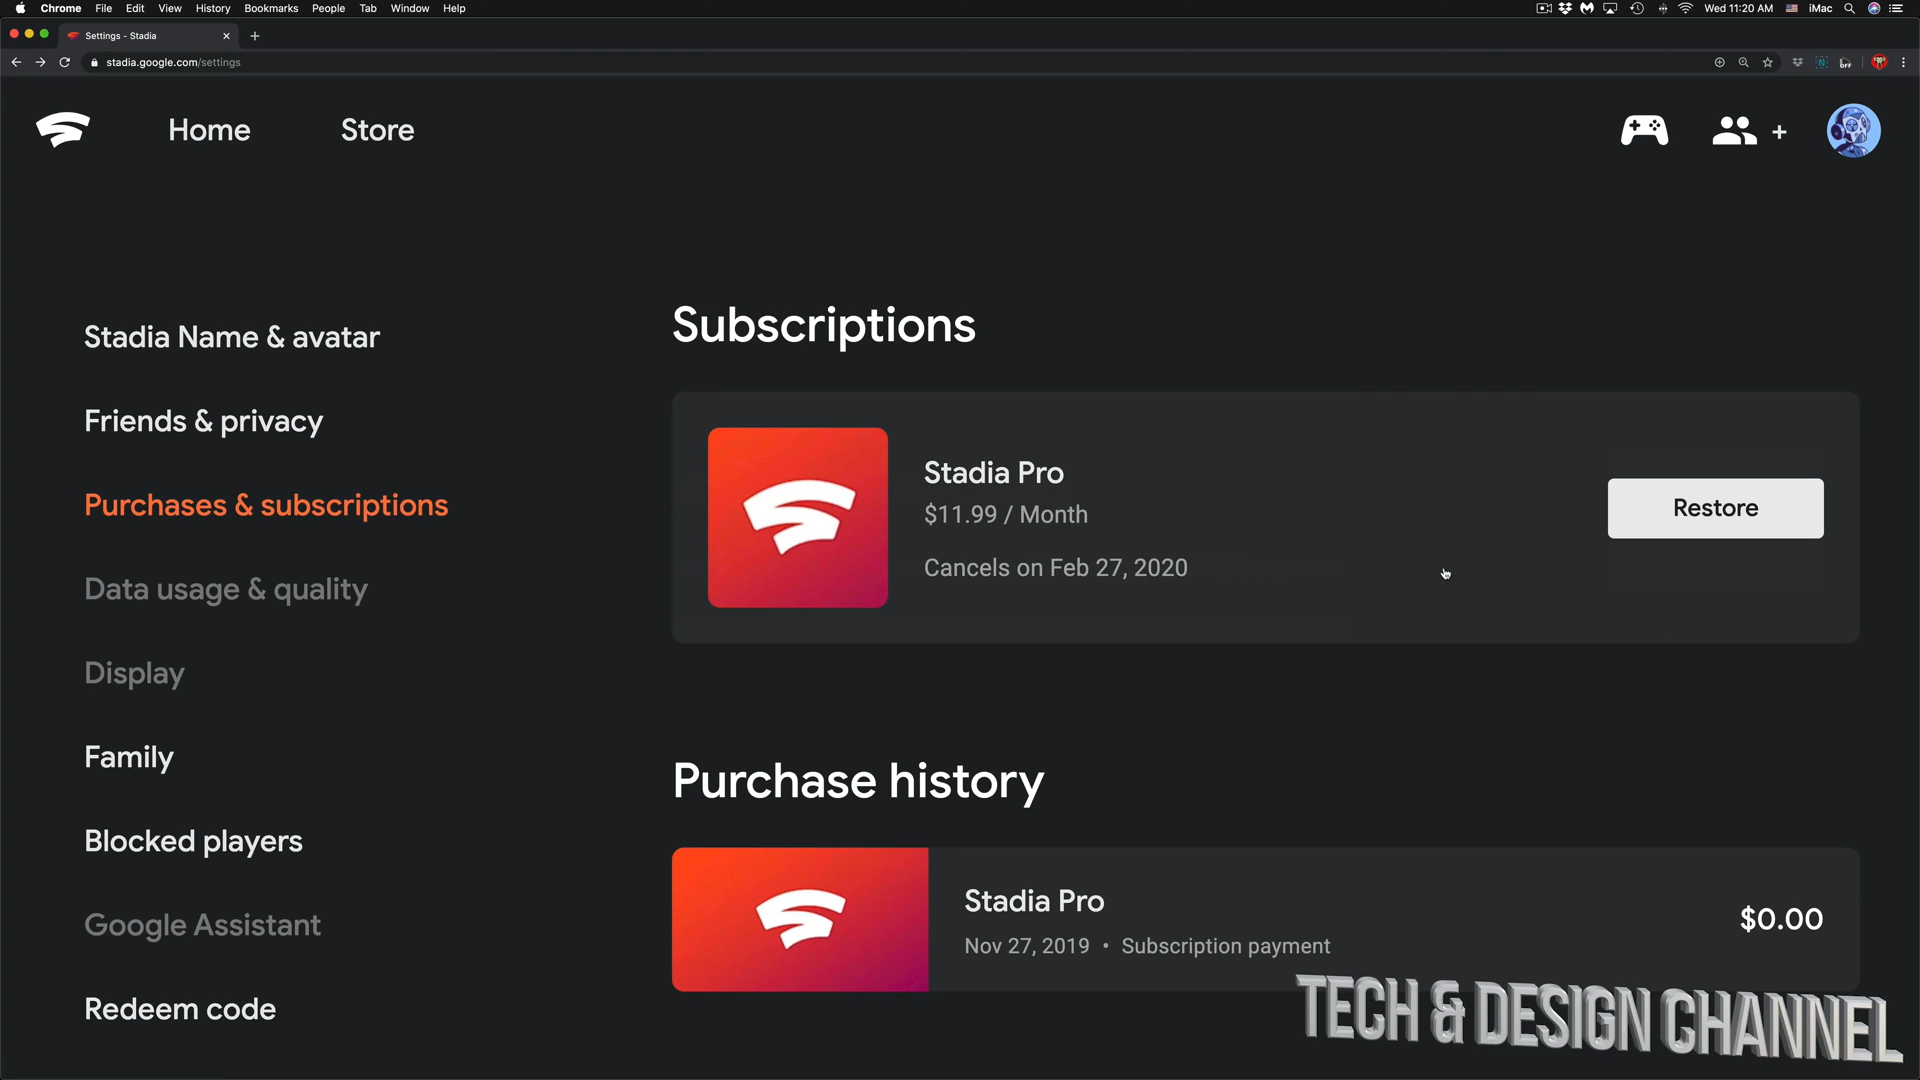 Chrome File Edit View History Bookmarks People Tab Window Help
Wed 11:20 AM iMac
Settings - Stadia
stadia.google.com/settings
Home Store
Stadia Name & avatar
Friends & privacy
Purchases & subscriptions
Data usage & quality
Display
Family
Blocked players
Google Assistant
Redeem code
Subscriptions
Stadia Pro
$11.99 / Month
Cancels on Feb 27, 2020
Restore
Purchase history
Stadia Pro
Nov 27, 2019 • Subscription payment
$0.00
TECH & DESIGN CHANNEL